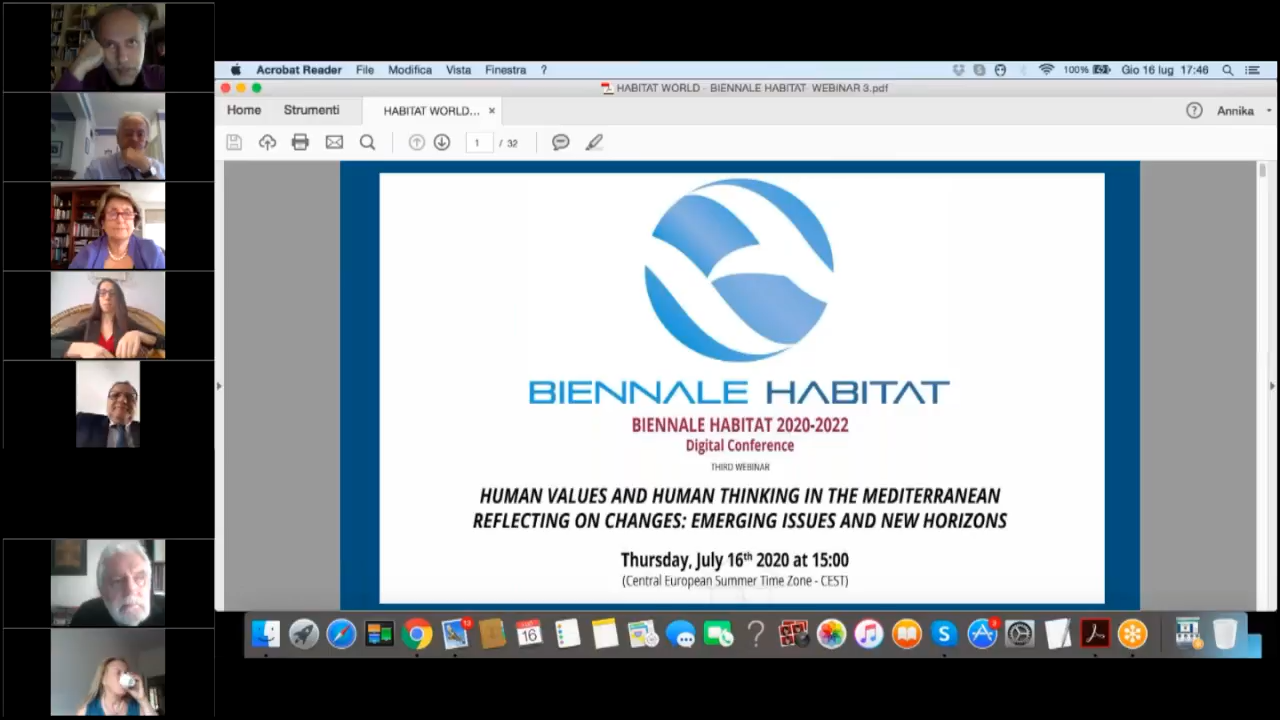 Acrobat Reader File Modifica Vista Finestra ? 100% Gio 16 lug 17:46
HABITAT WORLD - BIENNALE HABITAT- WEBINAR 3.pdf
Home Strumenti HABITAT WORLD... × ? Annika
1 / 32
BIENNALE HABITAT
BIENNALE HABITAT 2020-2022
Digital Conference
THIRD WEBINAR
HUMAN VALUES AND HUMAN THINKING IN THE MEDITERRANEAN
REFLECTING ON CHANGES: EMERGING ISSUES AND NEW HORIZONS
Thursday, July 16th 2020 at 15:00
(Central European Summer Time Zone - CEST)
13
16
3